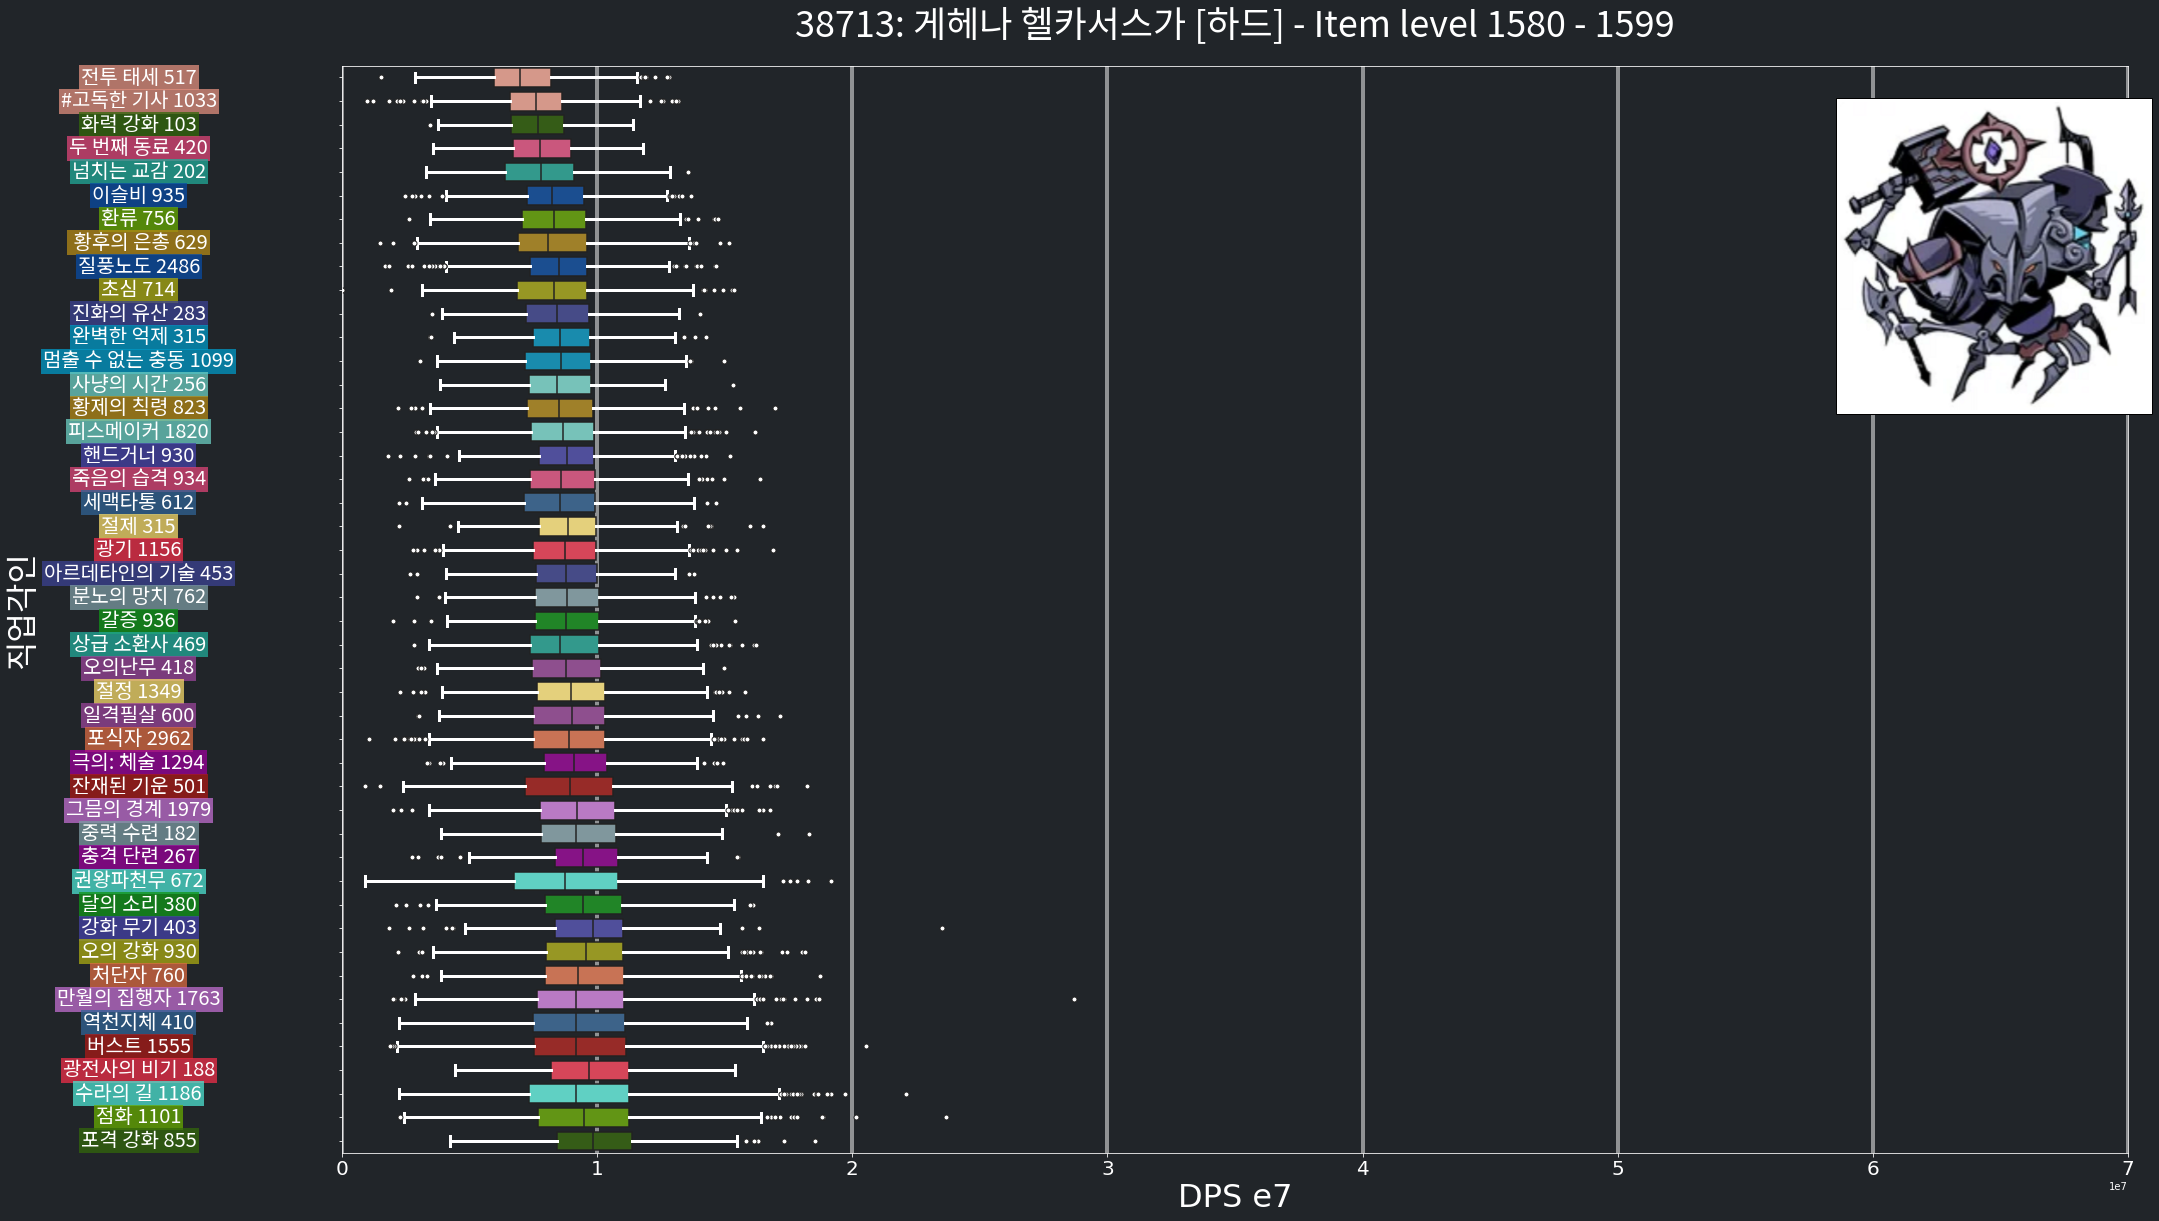 38713: 게헤나 헬카서스가 [하드] - Item level 1580 - 1599
전투 태세 517
#고독한 기사 1033
화력 강화 103
두 번째 동료 420
넘치는 교감 202
이슬비 935
환류 756
황후의 은총 629
질풍노도 2486
초심 714
진화의 유산 283
완벽한 억제 315
멈출 수 없는 충동 1099
사냥의 시간 256
황제의 칙령 823
피스메이커 1820
핸드거너 930
죽음의 습격 934
세맥타통 612
절제 315
광기 1156
아르데타인의 기술 453
분노의 망치 762
갈증 936
상급 소환사 469
오의난무 418
절정 1349
일격필살 600
포식자 2962
극의: 체술 1294
잔재된 기운 501
그믐의 경계 1979
중력 수련 182
충격 단련 267
권왕파천무 672
달의 소리 380
강화 무기 403
오의 강화 930
처단자 760
만월의 집행자 1763
역천지체 410
버스트 1555
광전사의 비기 188
수라의 길 1186
점화 1101
포격 강화 855
직업각인
0 1 2 3 4 5 6 7
DPS e7
1e7